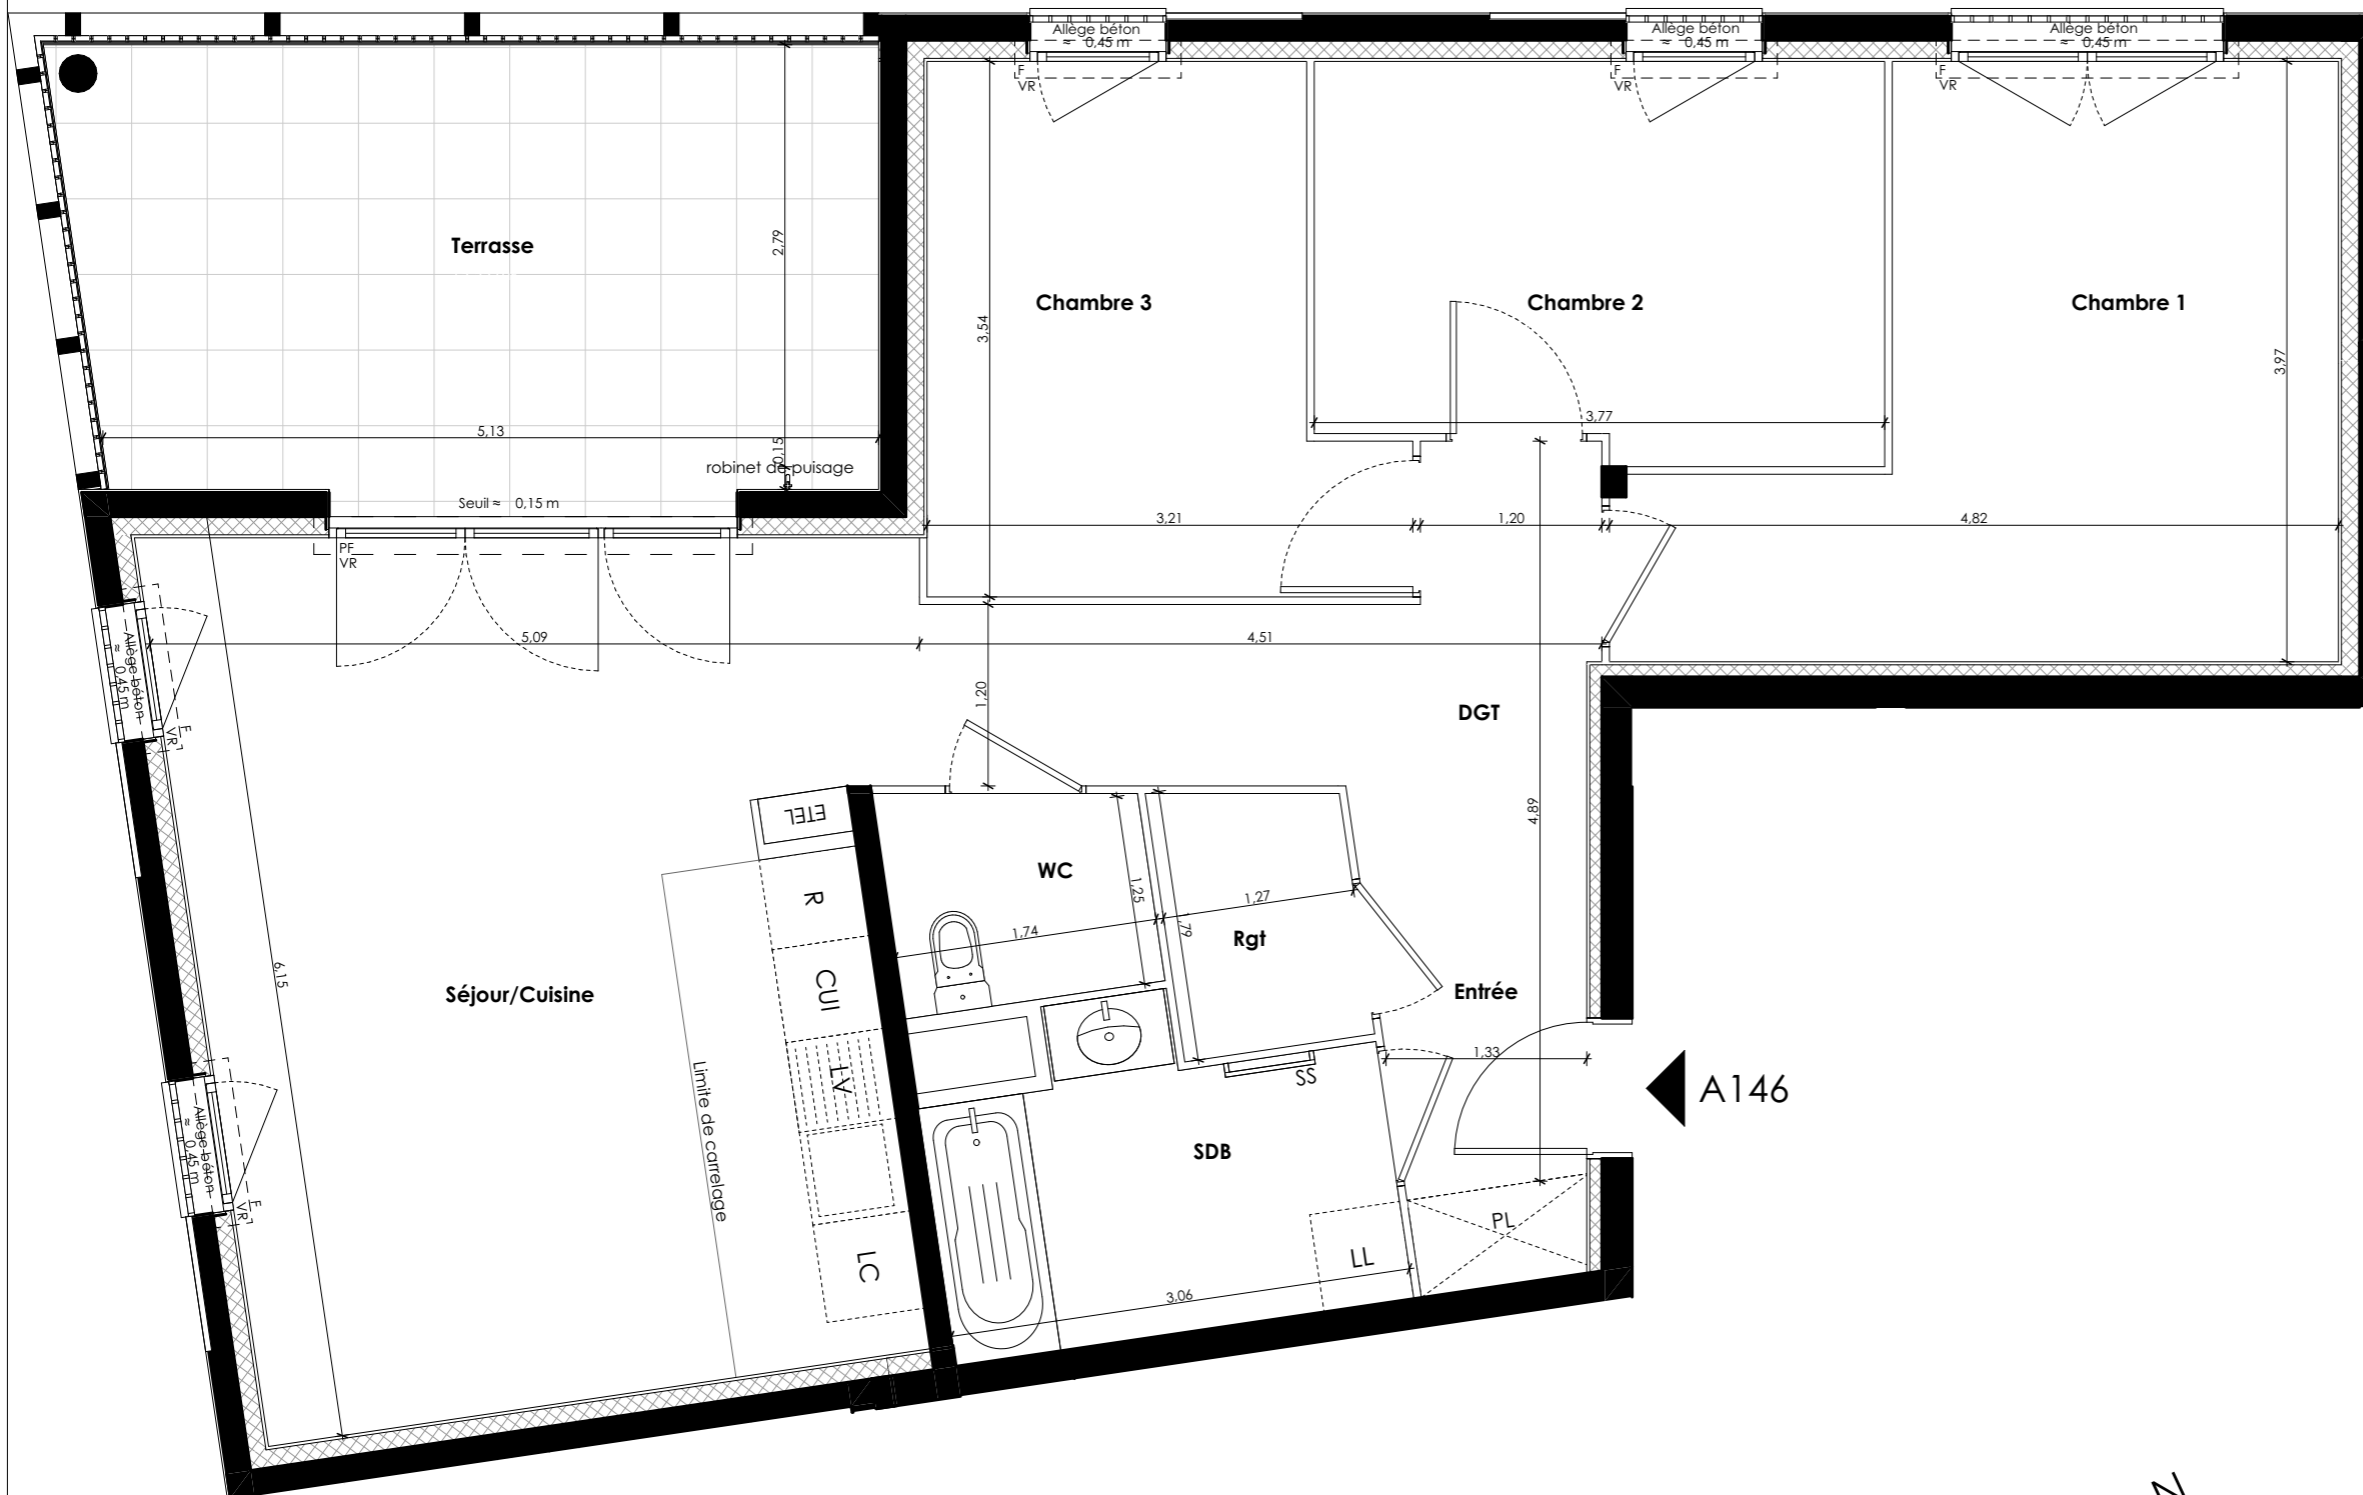 Allège béton
≈ 0,45 m
F
VR
Allège béton
≈ 0,45 m
F
VR
Allège béton
≈ 0,45 m
F
VR
Terrasse
2,79
Chambre 3
Chambre 2
Chambre 1
3,54
3,97
3,77
5,13
0,15
robinet de puisage
Seuil ≈ 0,15 m
3,21
1,20
4,82
PF
VR
5,09
4,51
Allège béton
≈ 0,45 m
F
VR
1,20
DGT
ETEL
4,89
WC
R
1,25
1,27
1,74
,79
Rgt
6,15
Séjour/Cuisine
CUI
Entrée
AT
Limite de carrelage
1,33
SS
A146
Allège béton
≈ 0,45 m
F
VR
SDB
PL
LC
LL
3,06
N